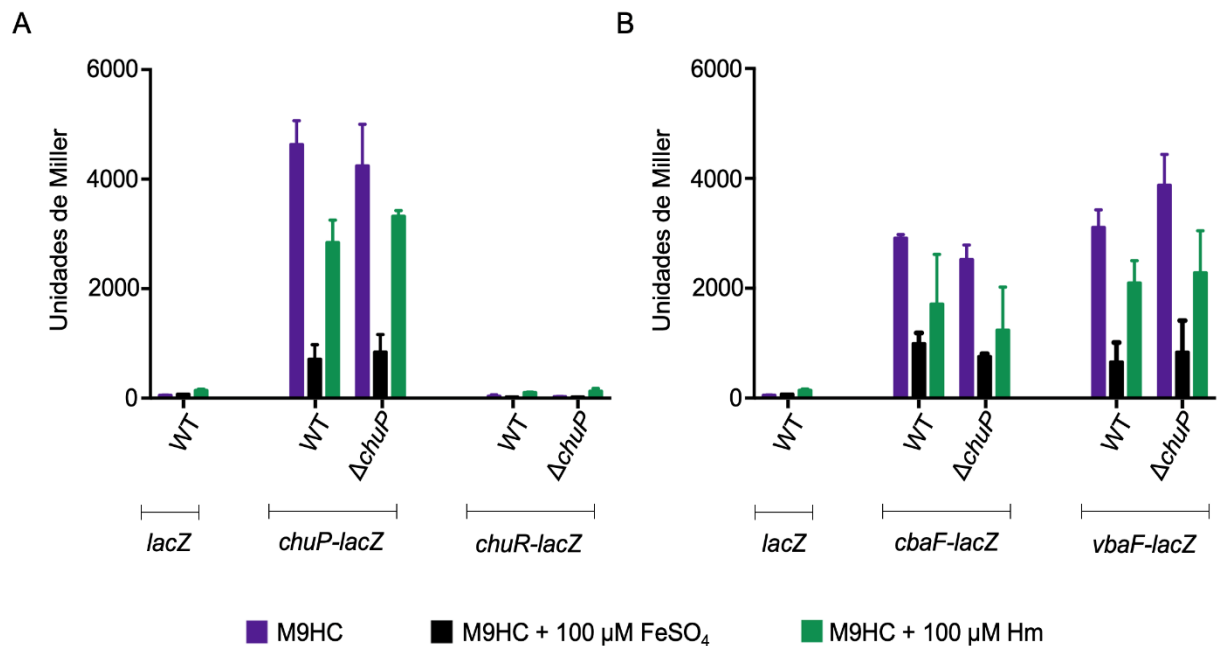 A
Unidades de Miller
6000
4000
2000
0
WT
WT
ΔchuP
WT
ΔchuP
lacZ
chuP-lacZ
chuR-lacZ
B
Unidades de Miller
6000
4000
2000
0
WT
WT
ΔchuP
WT
ΔchuP
lacZ
cbaF-lacZ
vbaF-lacZ
M9HC
M9HC + 100 µM FeSO₄
M9HC + 100 µM Hm